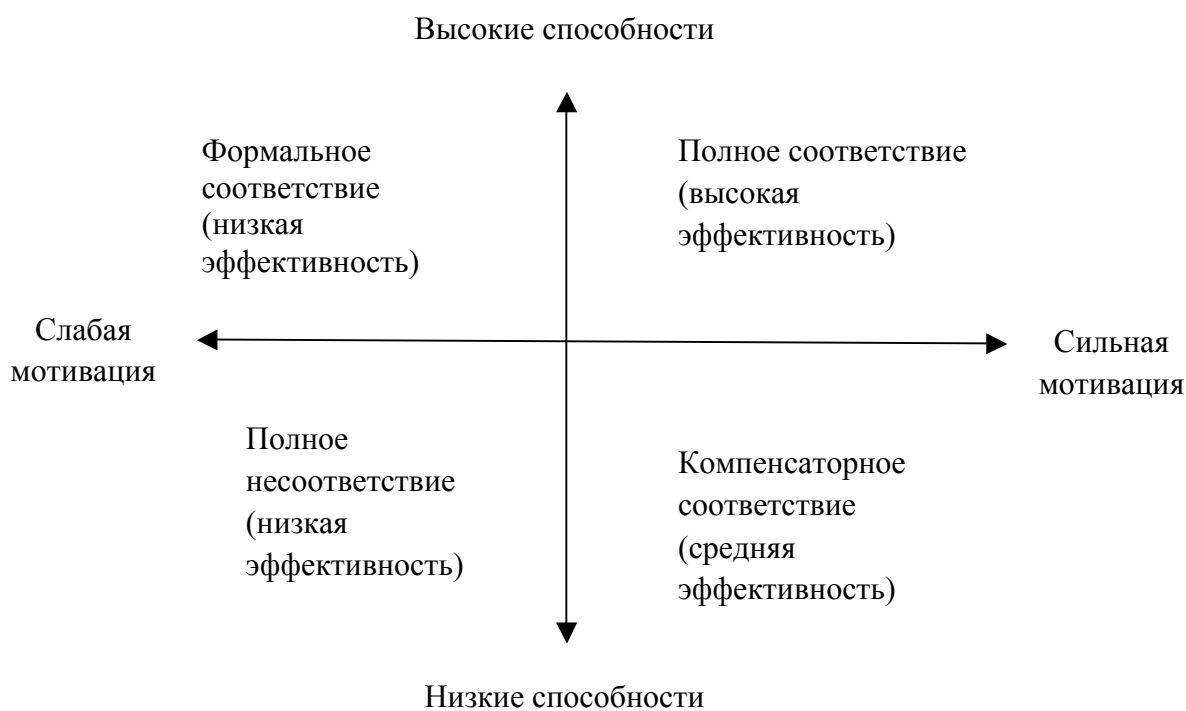 Высокие способности
Формальное
соответствие
(низкая
эффективность)
Полное соответствие
(высокая
эффективность)
Слабая
мотивация
Сильная
мотивация
Полное
несоответствие
(низкая
эффективность)
Компенсаторное
соответствие
(средняя
эффективность)
Низкие способности